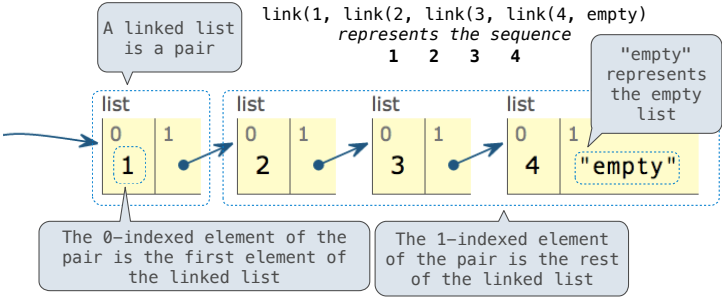 A linked list
is a pair
link(1, link(2, link(3, link(4, empty)
represents the sequence
1 2 3 4
"empty"
represents
the empty
list
list list list list
0 1 0 1 0 1 0 1
1 2 3 4 "empty"
The 0-indexed element of the
pair is the first element of
the linked list
The 1-indexed element
of the pair is the rest
of the linked list